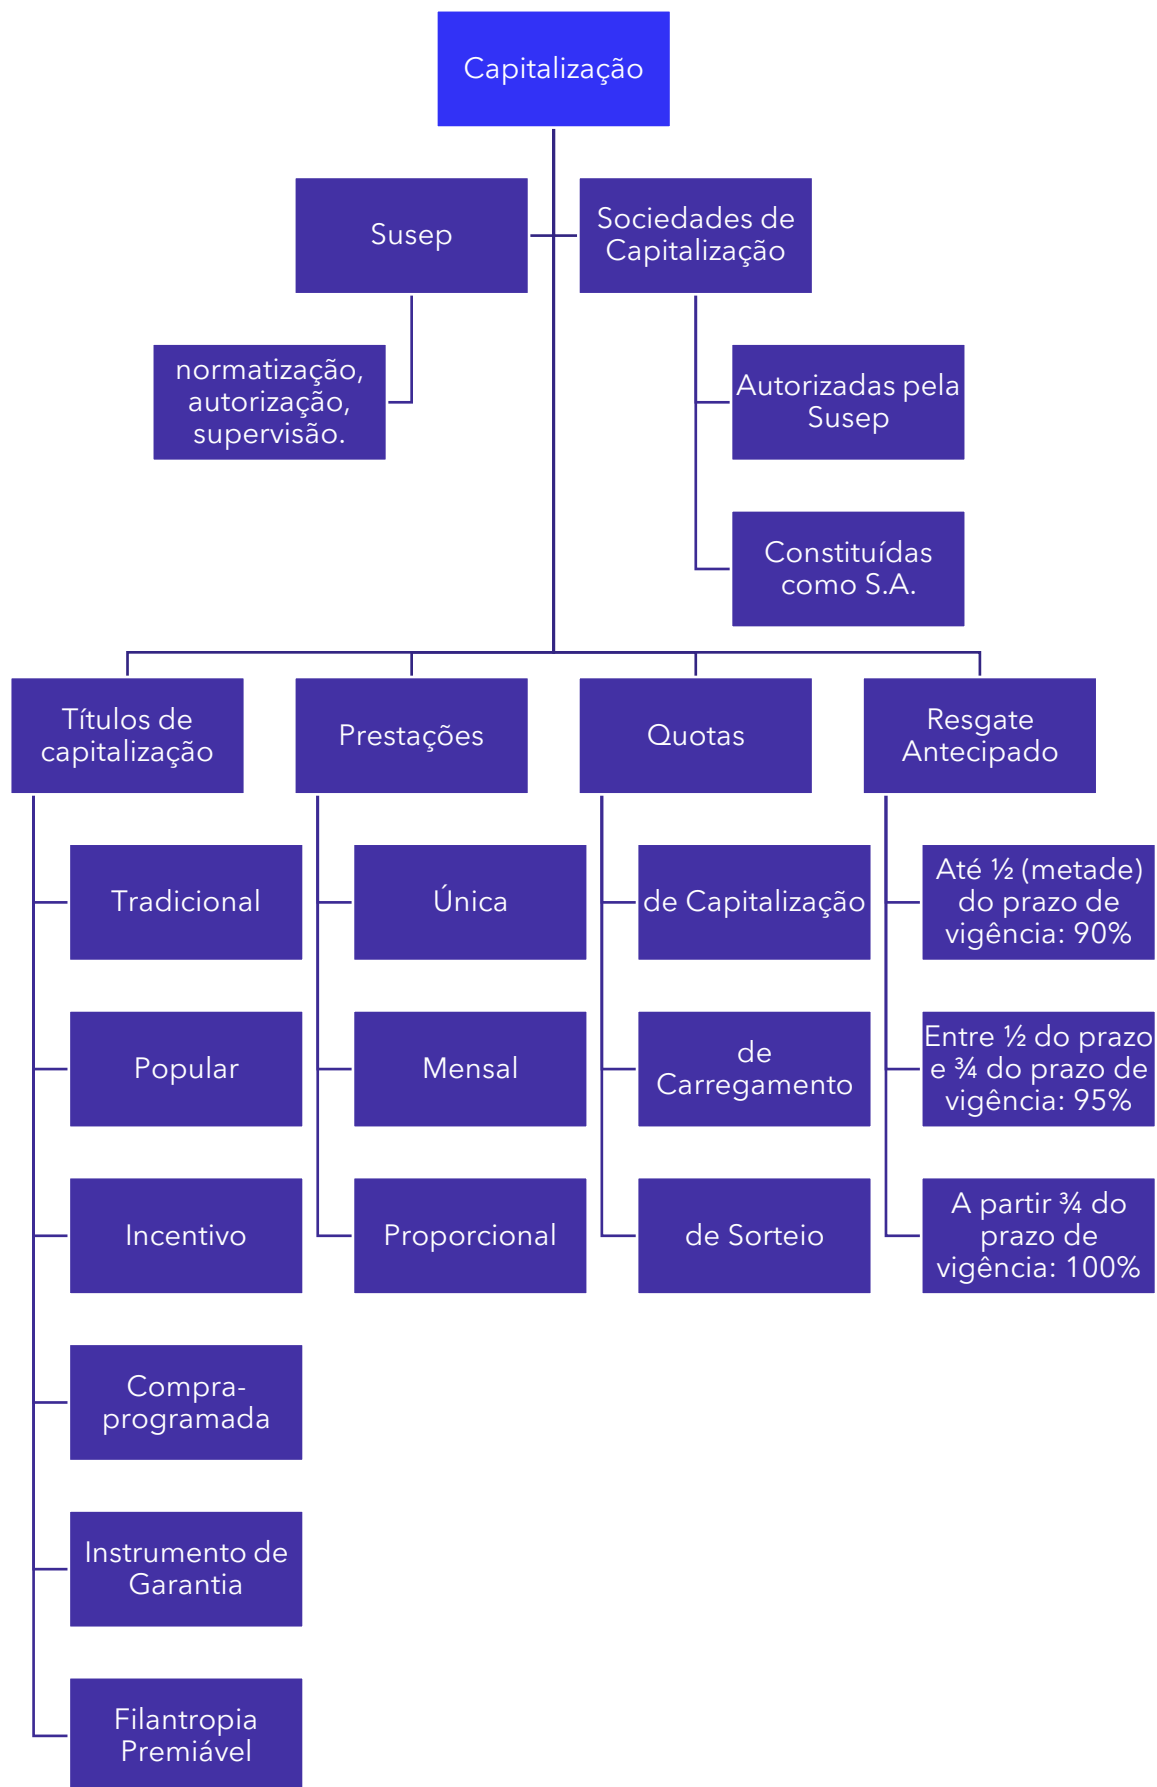 Capitalização
Susep
Sociedades de
Capitalização
normatização,
autorização,
supervisão.
Autorizadas pela
Susep
Constituídas
como S.A.
Títulos de
capitalização
Prestações
Quotas
Resgate
Antecipado
Tradicional
Única
de Capitalização
Até ½ (metade)
do prazo de
vigência: 90%
Popular
Mensal
de
Carregamento
Entre ½ do prazo
e ¾ do prazo de
vigência: 95%
Incentivo
Proporcional
de Sorteio
A partir ¾ do
prazo de
vigência: 100%
Compra-
programada
Instrumento de
Garantia
Filantropia
Premiável